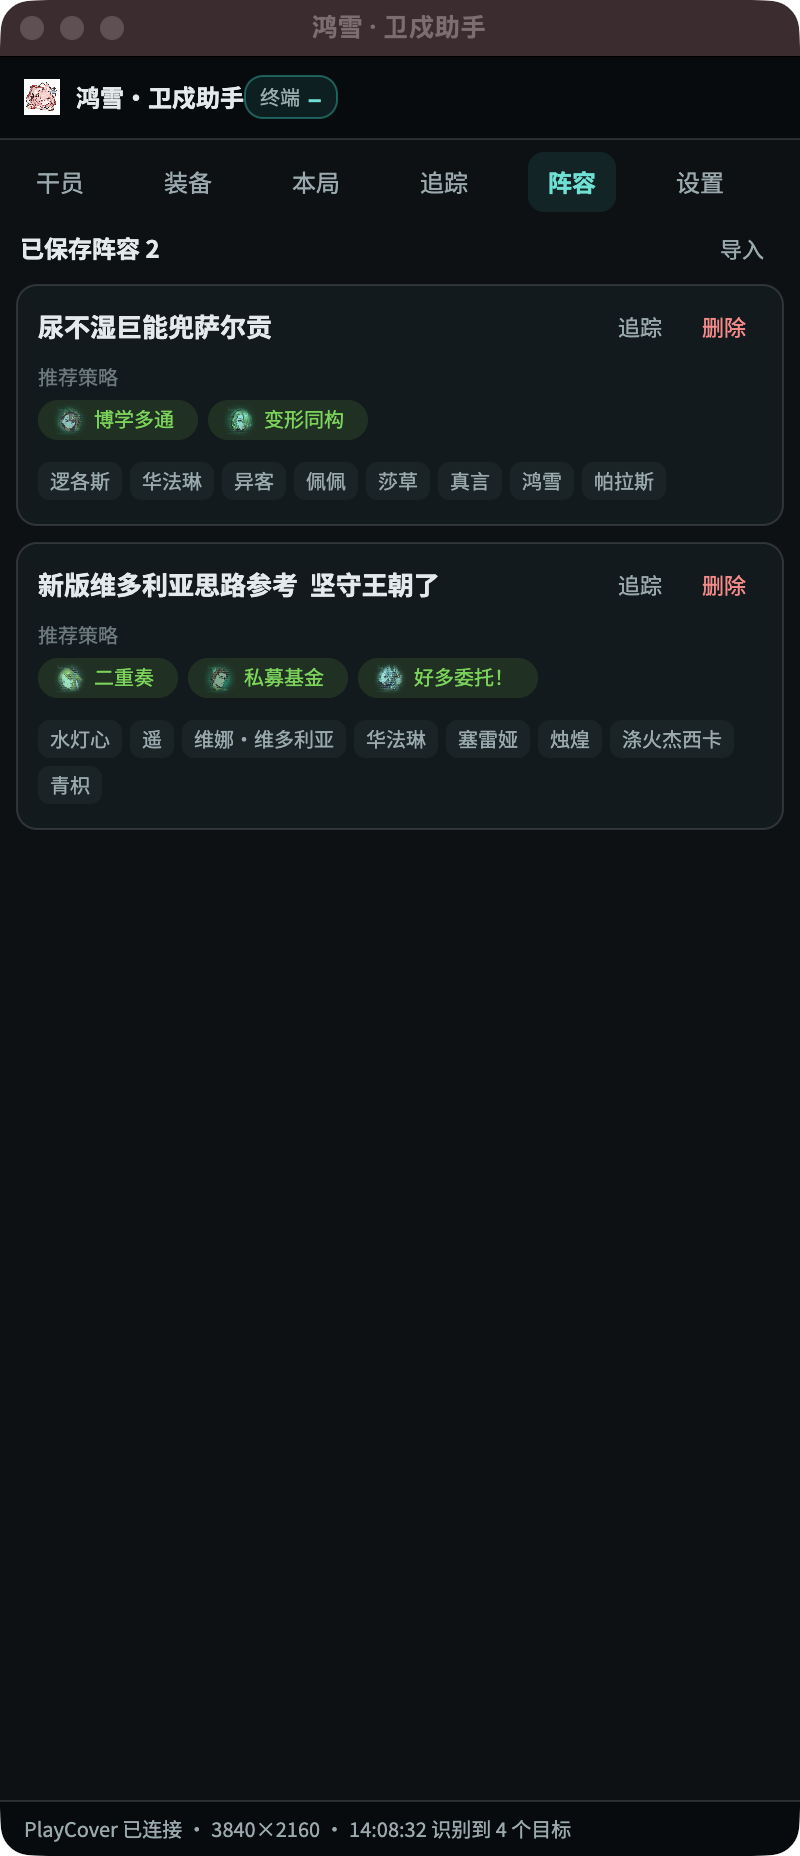 鸿雪 · 卫戍助手
鸿雪・卫戍助手 终端 –
干员 装备 本局 追踪 阵容 设置
已保存阵容 2 导入
尿不湿巨能兜萨尔贡 追踪 删除
推荐策略
博学多通 变形同构
逻各斯 华法琳 异客 佩佩 莎草 真言 鸿雪 帕拉斯
新版维多利亚思路参考 坚守王朝了 追踪 删除
推荐策略
二重奏 私募基金 好多委托!
水灯心 遥 维娜・维多利亚 华法琳 塞雷娅 烛煌 涤火杰西卡
青枳
PlayCover 已连接 • 3840×2160 • 14:08:32 识别到 4 个目标